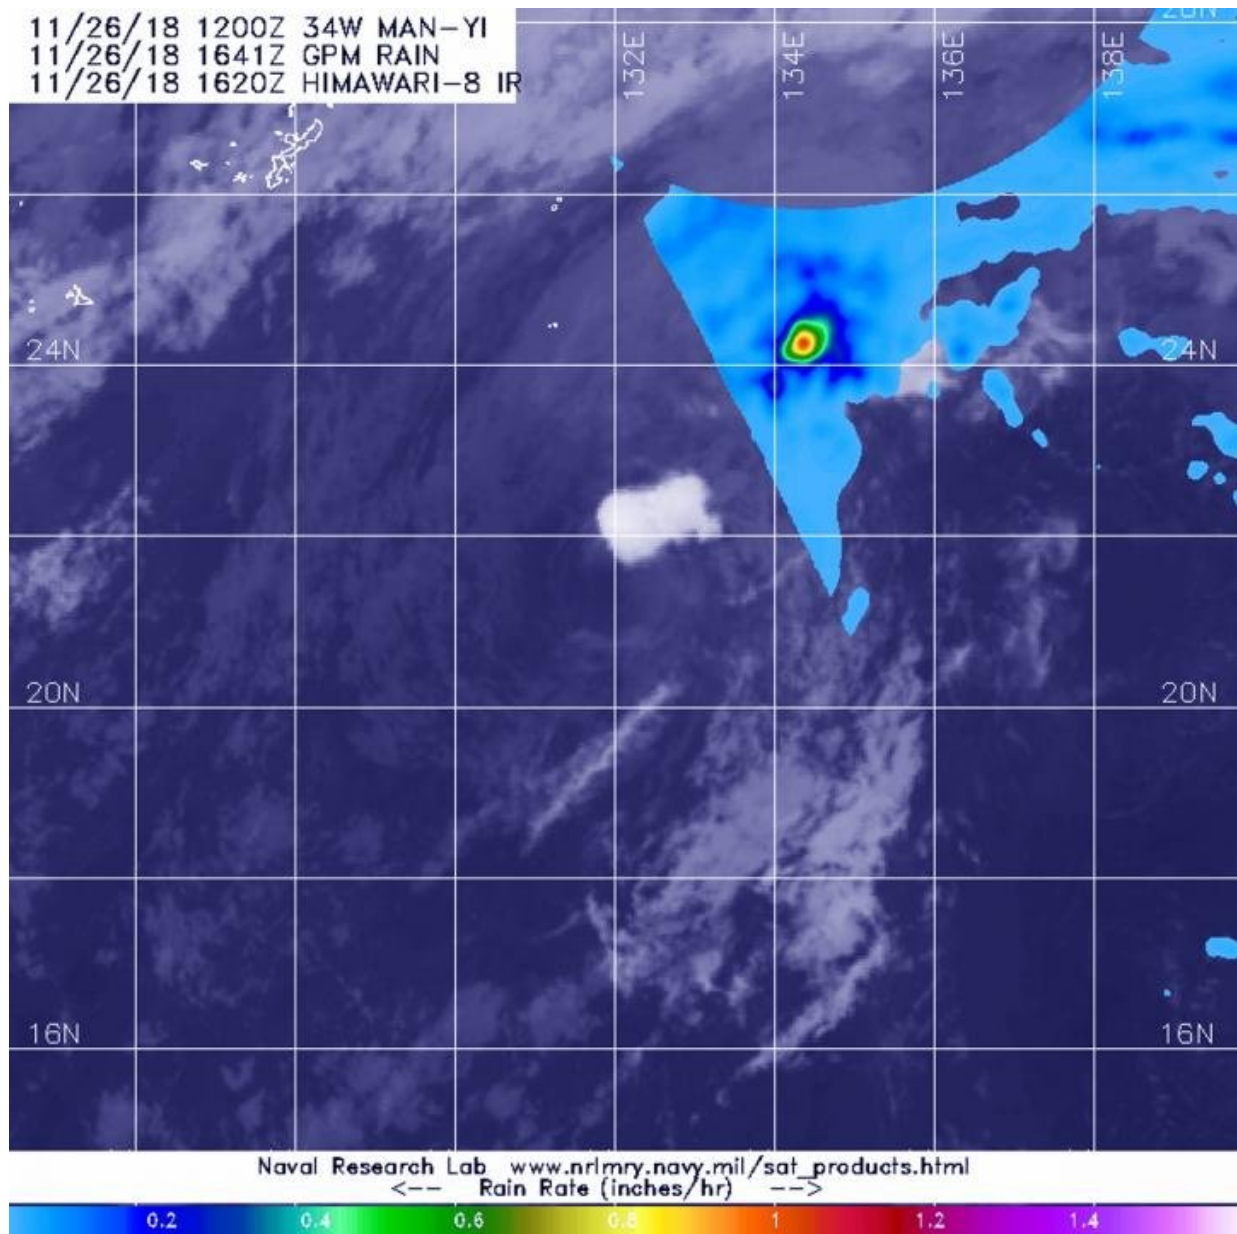 11/26/18 1200Z 34W MAN-YI
11/26/18 1641Z GPM RAIN
11/26/18 1620Z HIMAWARI-8 IR
132E 134E 136E 138E
24N 24N
20N 20N
16N 16N
Naval Research Lab www.nrlmry.navy.mil/sat_products.html
<-- Rain Rate (inches/hr) -->
0.2 0.4 0.6 0.8 1 1.2 1.4